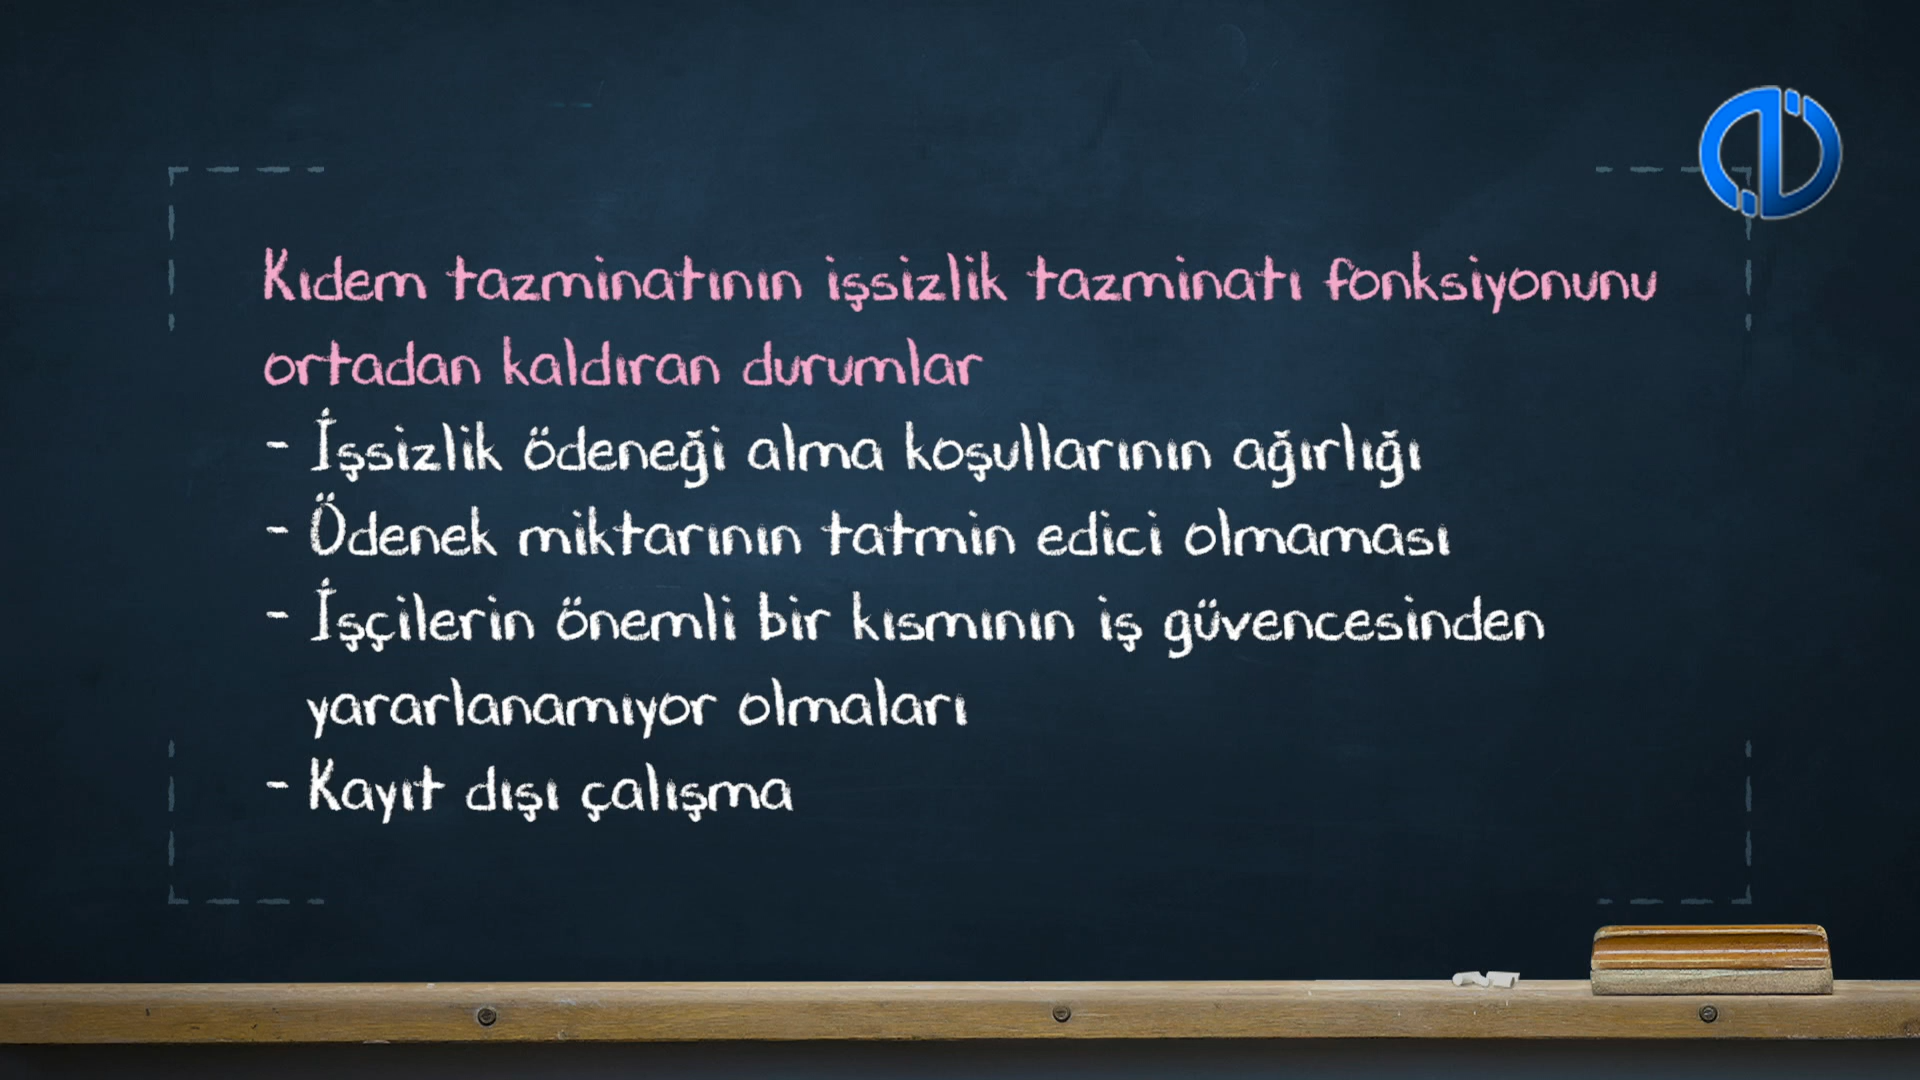 Kıdem tazminatının işsizlik tazminatı fonksiyonunu
ortadan kaldıran durumlar
- İşsizlik ödeneği alma koşullarının ağırlığı
- Ödenek miktarının tatmin edici olmaması
- İşçilerin önemli bir kısmının iş güvencesinden
yararlanamıyor olmaları
- Kayıt dışı çalışma